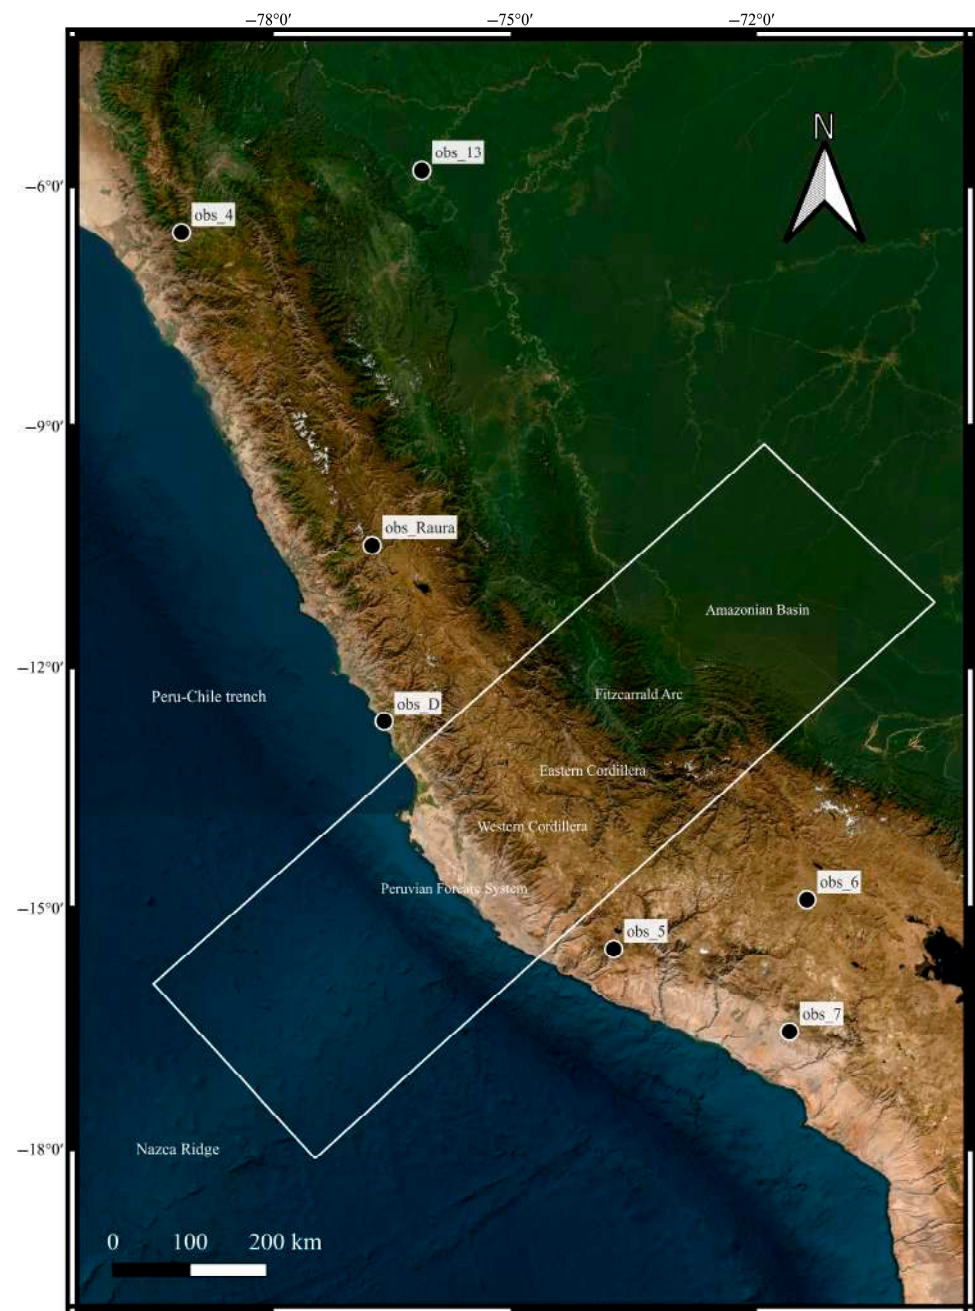 −78°0′ −75°0′ −72°0′
N
obs_13
−6°0′
obs_4
−9°0′
obs_Raura
Amazonian Basin
−12°0′
Peru-Chile trench
Fitzcarrald Arc
obs_D
Eastern Cordillera
Western Cordillera
obs_6
Peruvian Forearc System
−15°0′
obs_5
obs_7
−18°0′
Nazca Ridge
0 100 200 km